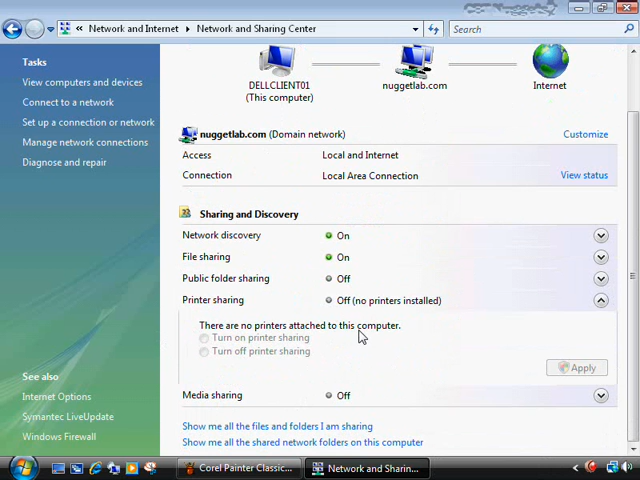 CBT Nuggets
Network and Internet
Network and Sharing Center
Search
Tasks
View computers and devices
Connect to a network
Set up a connection or network
Manage network connections
Diagnose and repair
DELLCLIENT01
(This computer)
nuggetlab.com
Internet
nuggetlab.com (Domain network)
Customize
Access Local and Internet
Connection Local Area Connection View status
Sharing and Discovery
Network discovery On
File sharing On
Public folder sharing Off
Printer sharing Off (no printers installed)
There are no printers attached to this computer.
Turn on printer sharing
Turn off printer sharing
Apply
Media sharing Off
Show me all the files and folders I am sharing
Show me all the shared network folders on this computer
See also
Internet Options
Symantec LiveUpdate
Windows Firewall
Corel Painter Classic...
Network and Sharin...